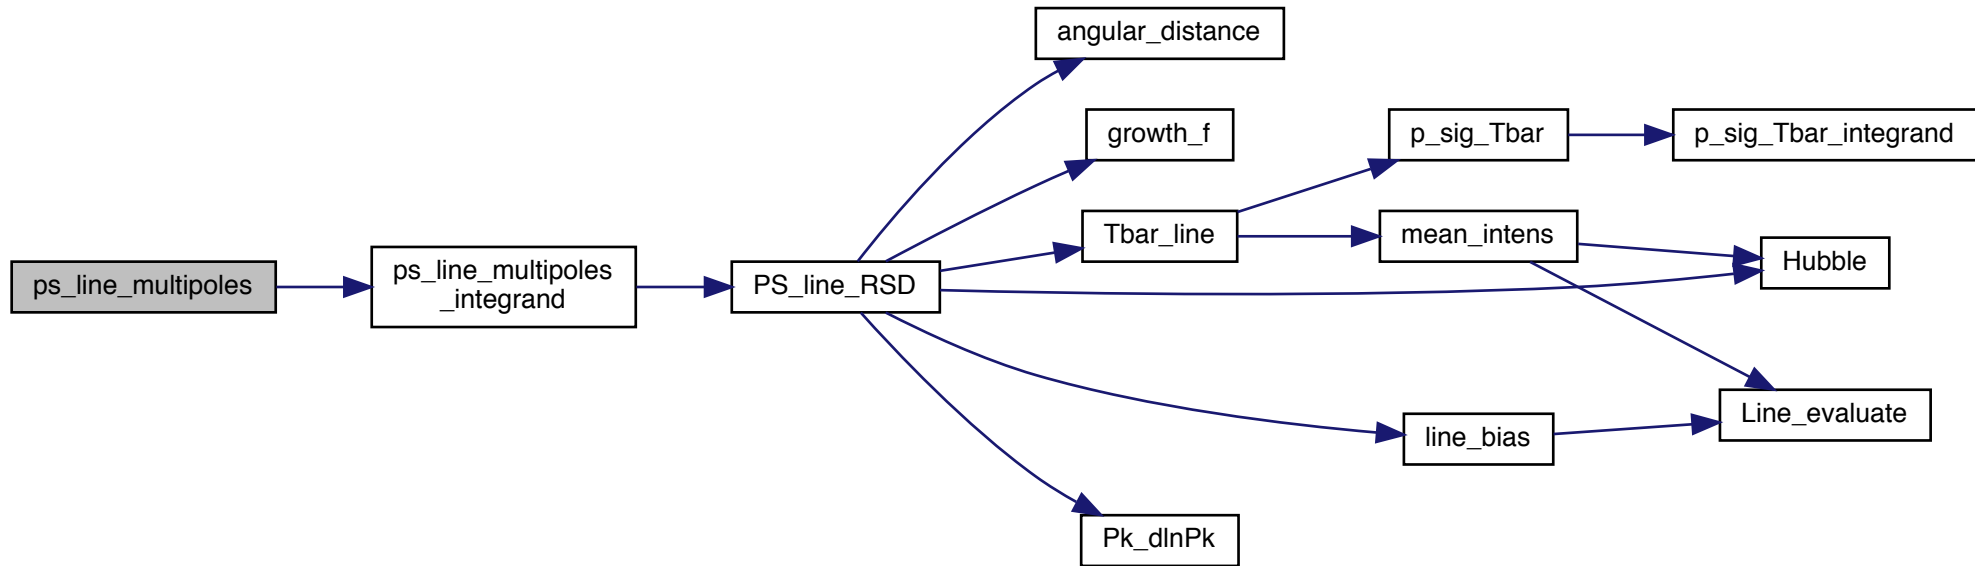 angular_distance
growth_f
p_sig_Tbar
p_sig_Tbar_integrand
Tbar_line
mean_intens
Hubble
ps_line_multipoles
ps_line_multipoles
_integrand
PS_line_RSD
line_bias
Line_evaluate
Pk_dlnPk